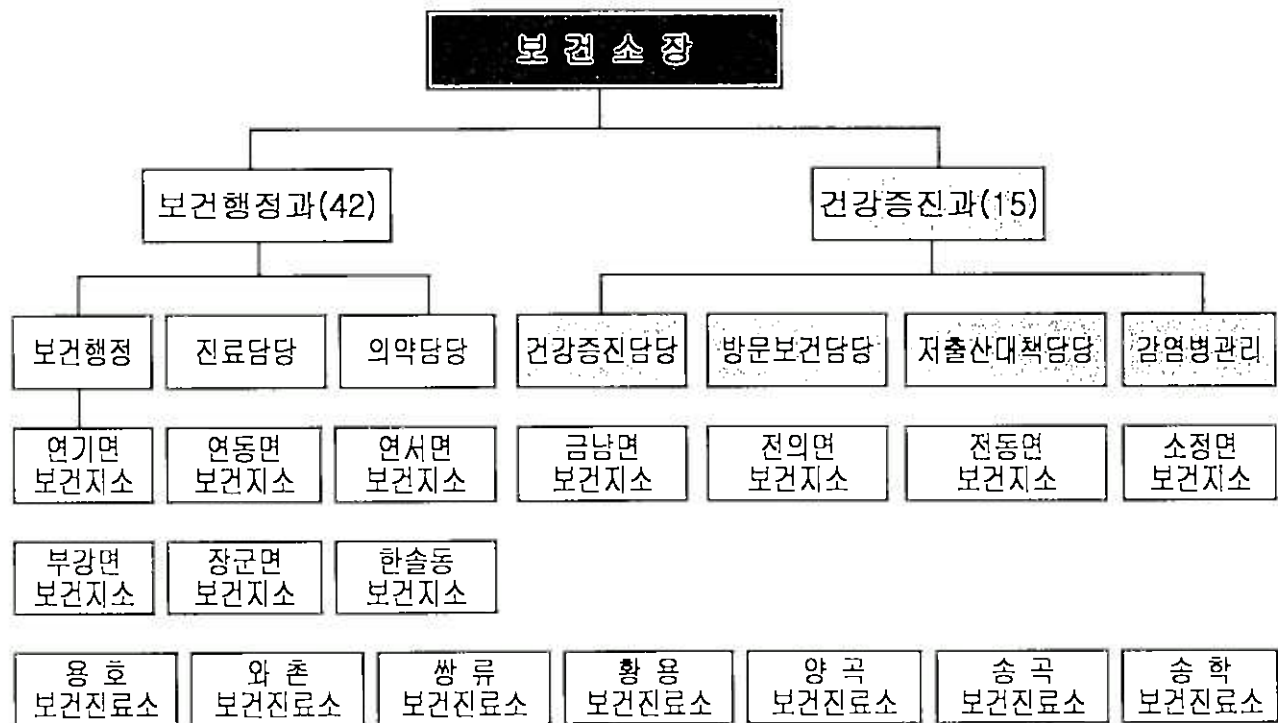 보건소장
보건행정과(42)
건강증진과(15)
보건행정
진료담당
의약담당
건강증진담당
방문보건담당
저출산대책담당
감염병관리
연기면
보건지소
연동면
보건지소
연서면
보건지소
금남면
보건지소
전의면
보건지소
전동면
보건지소
소정면
보건지소
부강면
보건지소
장군면
보건지소
한솔동
보건지소
용 호
보건진료소
와 촌
보건진료소
쌍 류
보건진료소
황 용
보건진료소
양 곡
보건진료소
송 곡
보건진료소
송 학
보건진료소